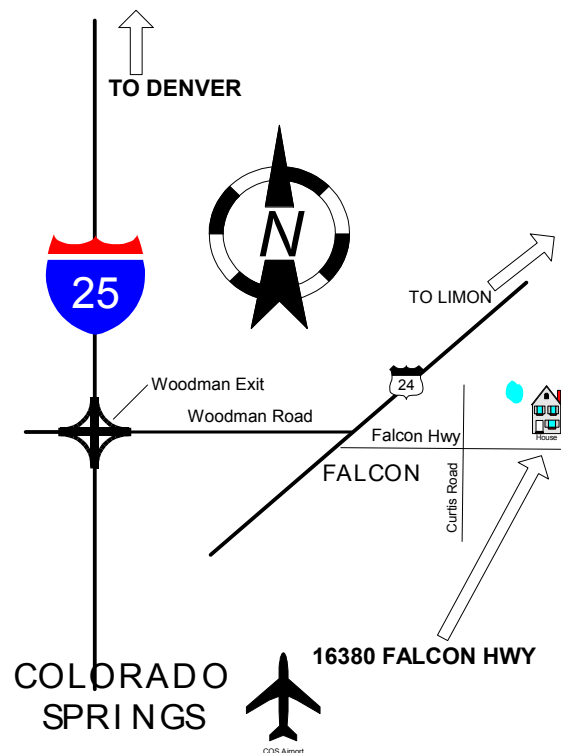 TO DENVER
N
25
TO LIMON
24
Woodman Exit
Woodman Road
Falcon Hwy
House
FALCON
Curtis Road
16380 FALCON HWY
COLORADO
SPRINGS
COS Airport